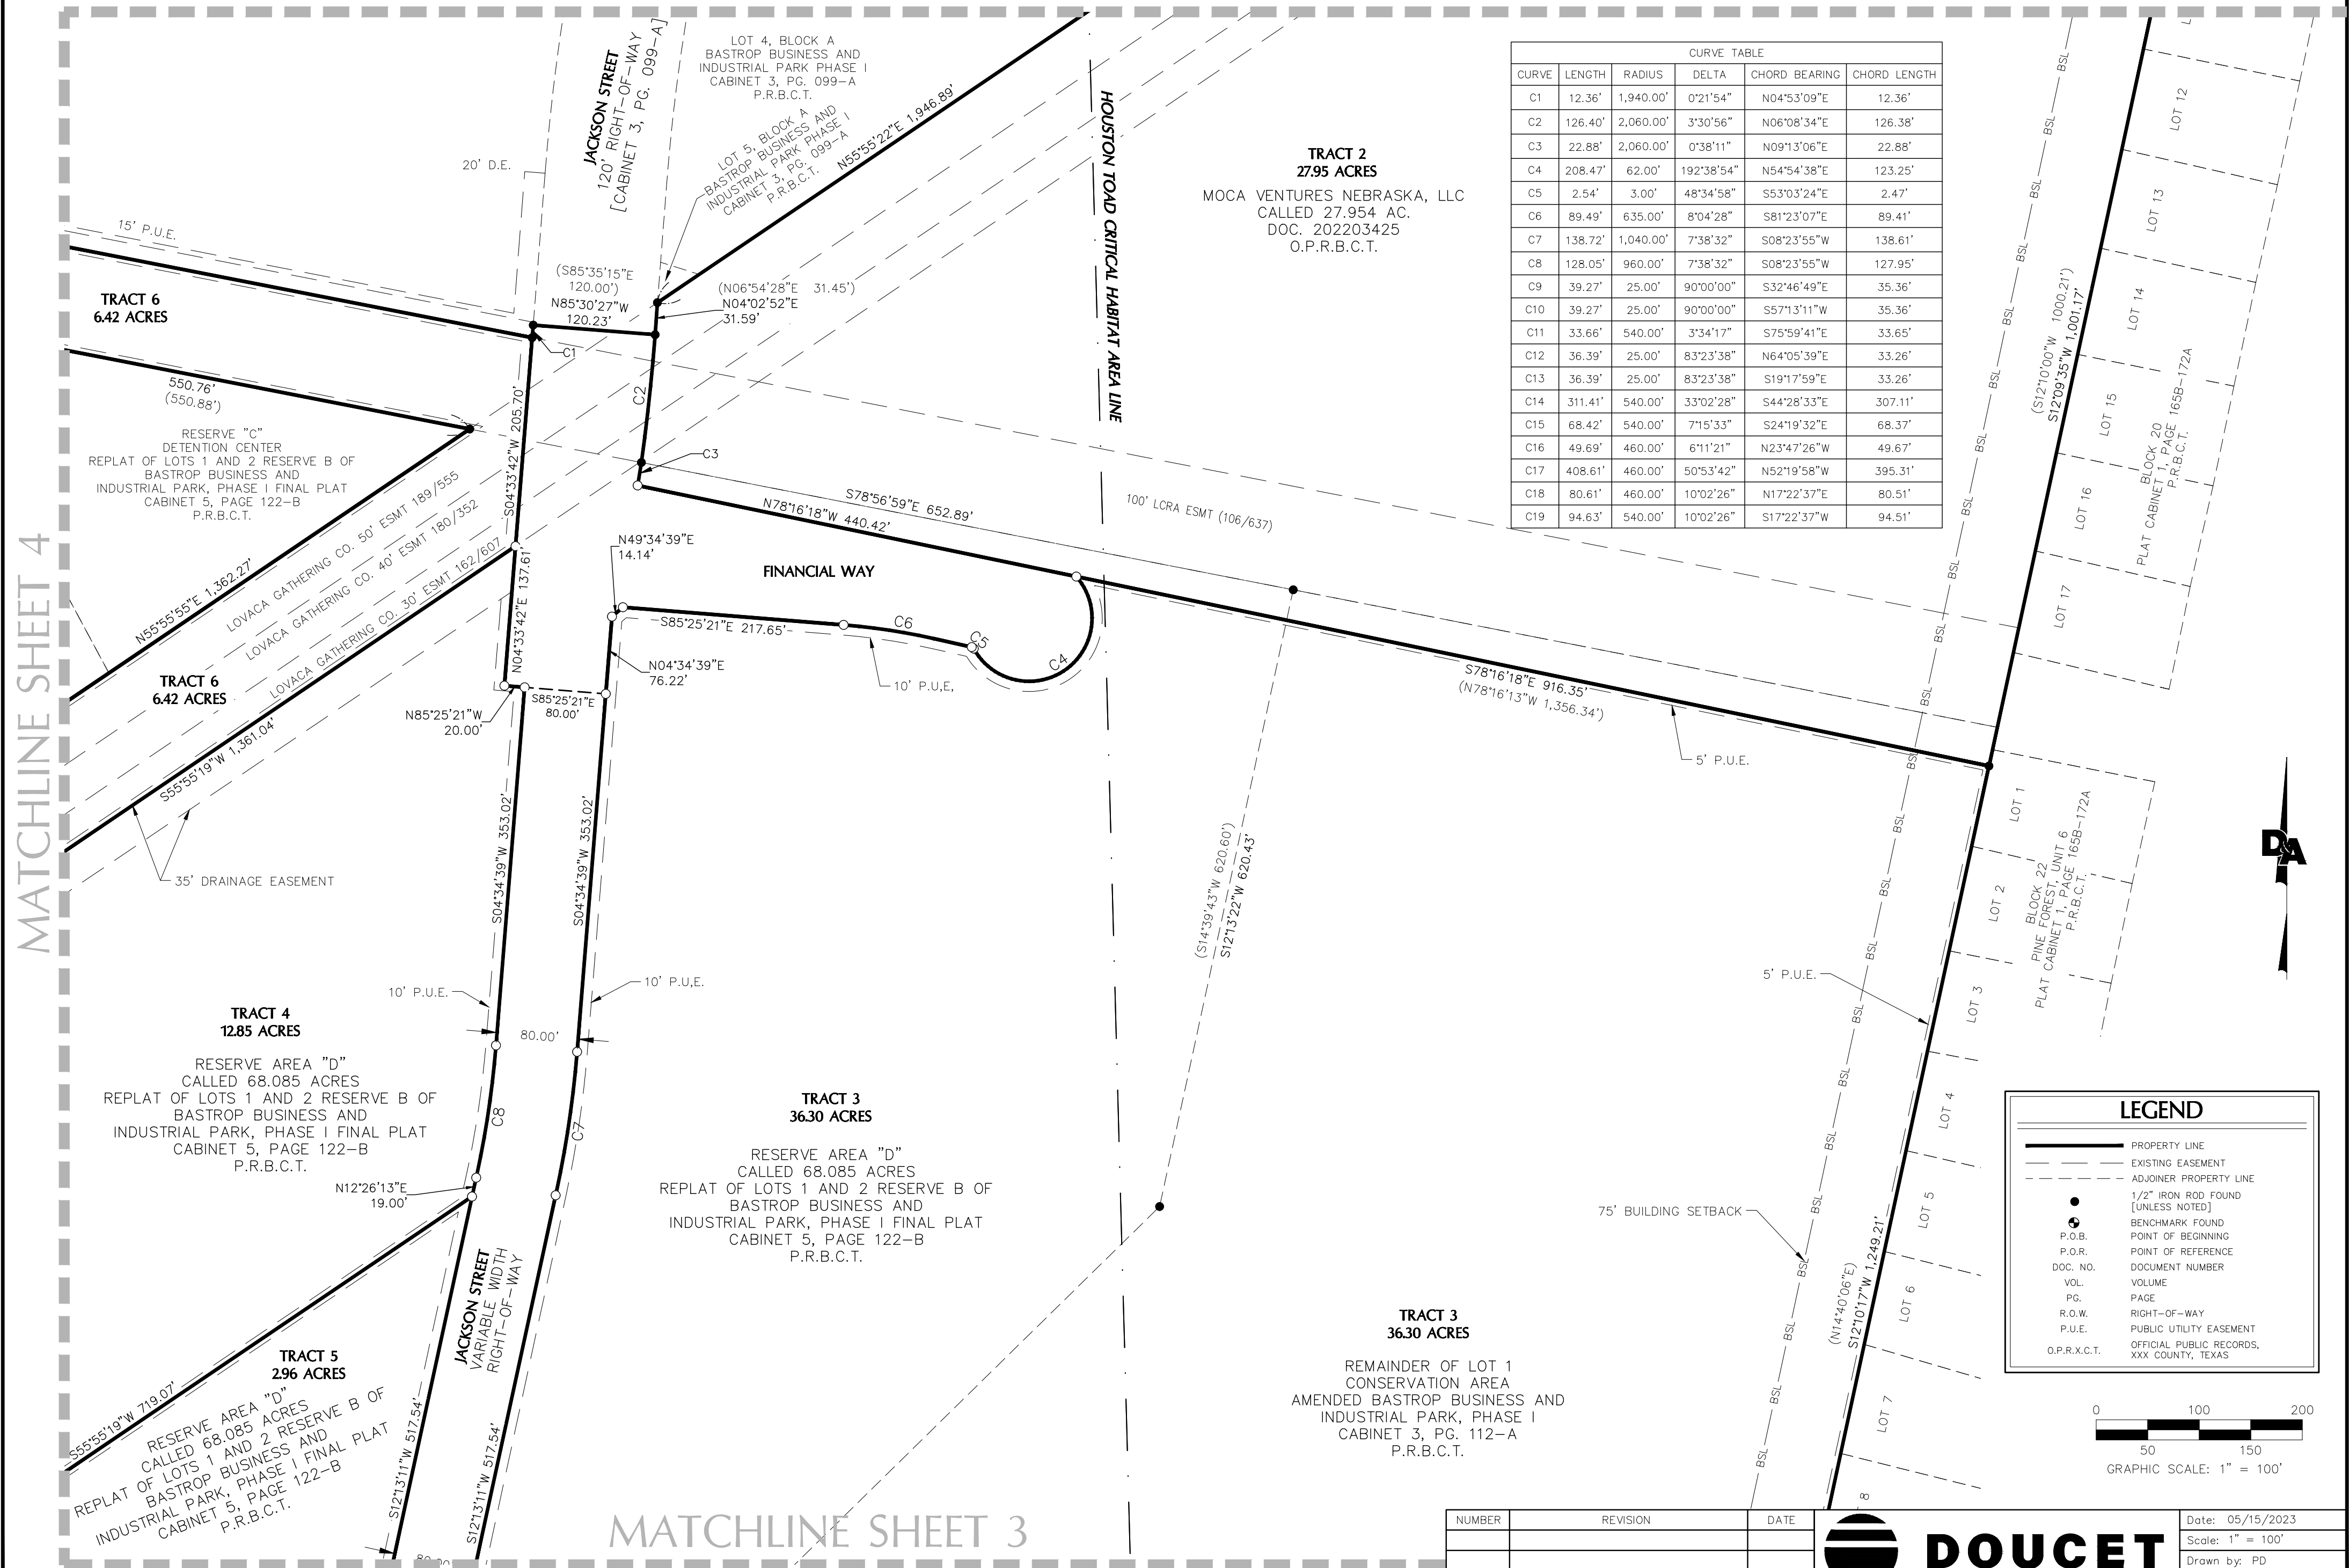 MATCHLINE SHEET 4
JACKSON STREET
120' RIGHT-OF-WAY
[CABINET 3, PG. 099-A]
LOT 4, BLOCK A
BASTROP BUSINESS AND
INDUSTRIAL PARK PHASE I
CABINET 3, PG. 099-A
P.R.B.C.T.
LOT 5, BLOCK A
BASTROP BUSINESS AND
INDUSTRIAL PARK PHASE I
CABINET 3, PG. 099-A
P.R.B.C.T.
N55°55'22"E 1,946.89'
20' D.E.
15' P.U.E.
TRACT 6
6.42 ACRES
(S85°35'15"E
120.00')
N85°30'27"W
120.23'
(N06°54'28"E 31.45')
N04°02'52"E
31.59'
C1
C2
C3
550.76'
(550.88')
RESERVE "C"
DETENTION CENTER
REPLAT OF LOTS 1 AND 2 RESERVE B OF
BASTROP BUSINESS AND
INDUSTRIAL PARK, PHASE I FINAL PLAT
CABINET 5, PAGE 122-B
P.R.B.C.T.
S04°33'42"W 205.70'
N04°33'42"E 137.61'
N55°55'55"E 1,362.27'
LOVACA GATHERING CO. 50' ESMT 189/555
LOVACA GATHERING CO. 40' ESMT 180/352
LOVACA GATHERING CO. 30' ESMT 162/607
TRACT 6
6.42 ACRES
S55°55'19"W 1,361.04'
35' DRAINAGE EASEMENT
HOUSTON TOAD CRITICAL HABITAT AREA LINE
TRACT 2
27.95 ACRES
MOCA VENTURES NEBRASKA, LLC
CALLED 27.954 AC.
DOC. 202203425
O.P.R.B.C.T.
CURVE TABLE
CURVE LENGTH RADIUS DELTA CHORD BEARING CHORD LENGTH
C1 12.36' 1,940.00' 0°21'54" N04°53'09"E 12.36'
C2 126.40' 2,060.00' 3°30'56" N06°08'34"E 126.38'
C3 22.88' 2,060.00' 0°38'11" N09°13'06"E 22.88'
C4 208.47' 62.00' 192°38'54" N54°54'38"E 123.25'
C5 2.54' 3.00' 48°34'58" S53°03'24"E 2.47'
C6 89.49' 635.00' 8°04'28" S81°23'07"E 89.41'
C7 138.72' 1,040.00' 7°38'32" S08°23'55"W 138.61'
C8 128.05' 960.00' 7°38'32" S08°23'55"W 127.95'
C9 39.27' 25.00' 90°00'00" S32°46'49"E 35.36'
C10 39.27' 25.00' 90°00'00" S57°13'11"W 35.36'
C11 33.66' 540.00' 3°34'17" S75°59'41"E 33.65'
C12 36.39' 25.00' 83°23'38" N64°05'39"E 33.26'
C13 36.39' 25.00' 83°23'38" S19°17'59"E 33.26'
C14 311.41' 540.00' 33°02'28" S44°28'33"E 307.11'
C15 68.42' 540.00' 7°15'33" S24°19'32"E 68.37'
C16 49.69' 460.00' 6°11'21" N23°47'26"W 49.67'
C17 408.61' 460.00' 50°53'42" N52°19'58"W 395.31'
C18 80.61' 460.00' 10°02'26" N17°22'37"E 80.51'
C19 94.63' 540.00' 10°02'26" S17°22'37"W 94.51'
S78°56'59"E 652.89'
N78°16'18"W 440.42'
100' LCRA ESMT (106/637)
N49°34'39"E
14.14'
FINANCIAL WAY
S85°25'21"E 217.65'
C6
C5
C4
10' P.U.E.
N04°34'39"E
76.22'
N85°25'21"W
20.00'
S85°25'21"E
80.00'
S78°16'18"E 916.35'
(N78°16'13"W 1,356.34')
5' P.U.E.
S04°34'39"W 353.02'
S04°34'39"W 353.02'
10' P.U.E.
10' P.U.E.
80.00'
C8
C7
N12°26'13"E
19.00'
(S14°39'43"W 620.60')
S12°13'22"W 620.43'
(S12°10'00"W 1000.21')
S12°09'35"W 1,001.17'
BSL BSL BSL BSL BSL BSL BSL BSL BSL BSL BSL BSL BSL BSL BSL BSL BSL BSL BSL
LOT 12
LOT 13
LOT 14
LOT 15
LOT 16
LOT 17
BLOCK 20
PLAT CABINET 1, PAGE 165B-172A
P.R.B.C.T.
LOT 1
LOT 2
LOT 3
LOT 4
LOT 5
LOT 6
LOT 7
8
BLOCK 22
PINE FOREST, UNIT 6
PLAT CABINET 1, PAGE 165B-172A
P.R.B.C.T.
D&A
5' P.U.E.
75' BUILDING SETBACK
(N14°40'06"E)
S12°10'17"W 1,249.21'
TRACT 4
12.85 ACRES
RESERVE AREA "D"
CALLED 68.085 ACRES
REPLAT OF LOTS 1 AND 2 RESERVE B OF
BASTROP BUSINESS AND
INDUSTRIAL PARK, PHASE I FINAL PLAT
CABINET 5, PAGE 122-B
P.R.B.C.T.
TRACT 3
36.30 ACRES
RESERVE AREA "D"
CALLED 68.085 ACRES
REPLAT OF LOTS 1 AND 2 RESERVE B OF
BASTROP BUSINESS AND
INDUSTRIAL PARK, PHASE I FINAL PLAT
CABINET 5, PAGE 122-B
P.R.B.C.T.
TRACT 3
36.30 ACRES
REMAINDER OF LOT 1
CONSERVATION AREA
AMENDED BASTROP BUSINESS AND
INDUSTRIAL PARK, PHASE I
CABINET 3, PG. 112-A
P.R.B.C.T.
TRACT 5
2.96 ACRES
RESERVE AREA "D"
CALLED 68.085 ACRES
REPLAT OF LOTS 1 AND 2 RESERVE B OF
BASTROP BUSINESS AND
INDUSTRIAL PARK, PHASE I FINAL PLAT
CABINET 5, PAGE 122-B
P.R.B.C.T.
S55°55'19"W 719.07'
JACKSON STREET
VARIABLE WIDTH
RIGHT-OF-WAY
S12°13'11"W 517.54'
S12°13'11"W 517.54'
LEGEND
PROPERTY LINE
EXISTING EASEMENT
ADJOINER PROPERTY LINE
1/2" IRON ROD FOUND
[UNLESS NOTED]
BENCHMARK FOUND
P.O.B. POINT OF BEGINNING
P.O.R. POINT OF REFERENCE
DOC. NO. DOCUMENT NUMBER
VOL. VOLUME
PG. PAGE
R.O.W. RIGHT-OF-WAY
P.U.E. PUBLIC UTILITY EASEMENT
O.P.R.X.C.T. OFFICIAL PUBLIC RECORDS,
XXX COUNTY, TEXAS
0 100 200
50 150
GRAPHIC SCALE: 1" = 100'
MATCHLINE SHEET 3
NUMBER REVISION DATE
DOUCET
Date: 05/15/2023
Scale: 1" = 100'
Drawn by: PD